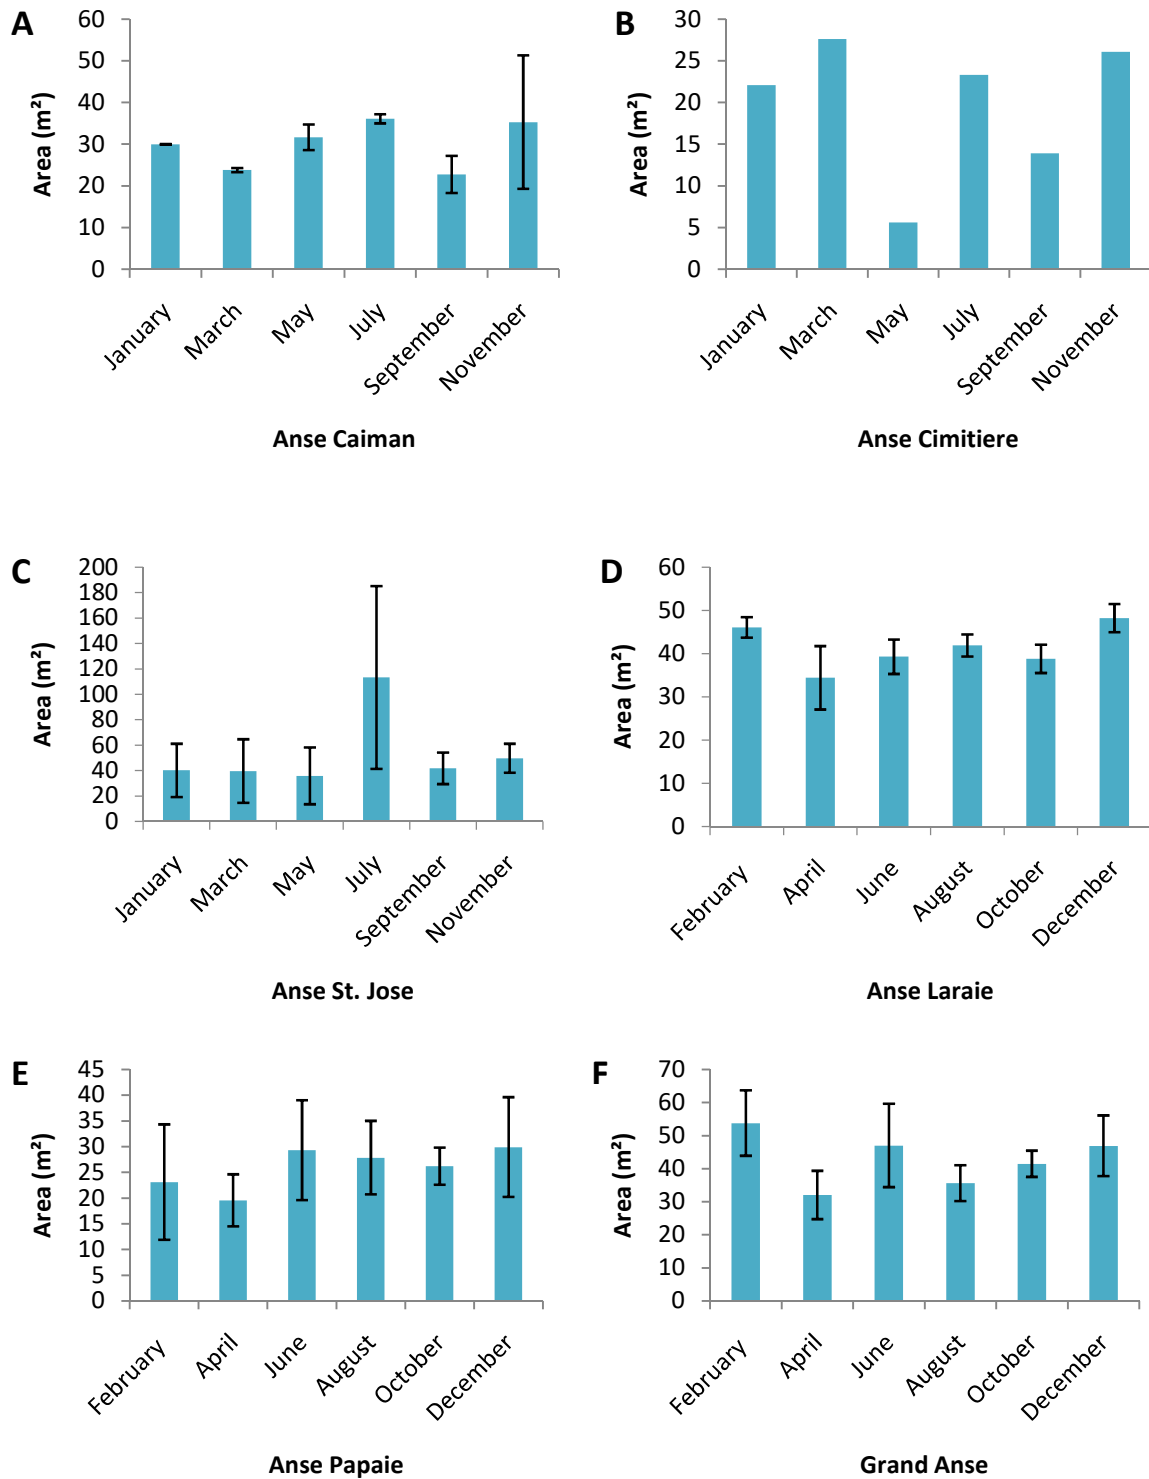 A
Area (m²)
60
50
40
30
20
10
0
January
March
May
July
September
November
Anse Caiman
B
Area (m²)
30
25
20
15
10
5
0
January
March
May
July
September
November
Anse Cimitiere
C
Area (m²)
200
180
160
140
120
100
80
60
40
20
0
January
March
May
July
September
November
Anse St. Jose
D
Area (m²)
60
50
40
30
20
10
0
February
April
June
August
October
December
Anse Laraie
E
Area (m²)
45
40
35
30
25
20
15
10
5
0
February
April
June
August
October
December
Anse Papaie
F
Area (m²)
70
60
50
40
30
20
10
0
February
April
June
August
October
December
Grand Anse